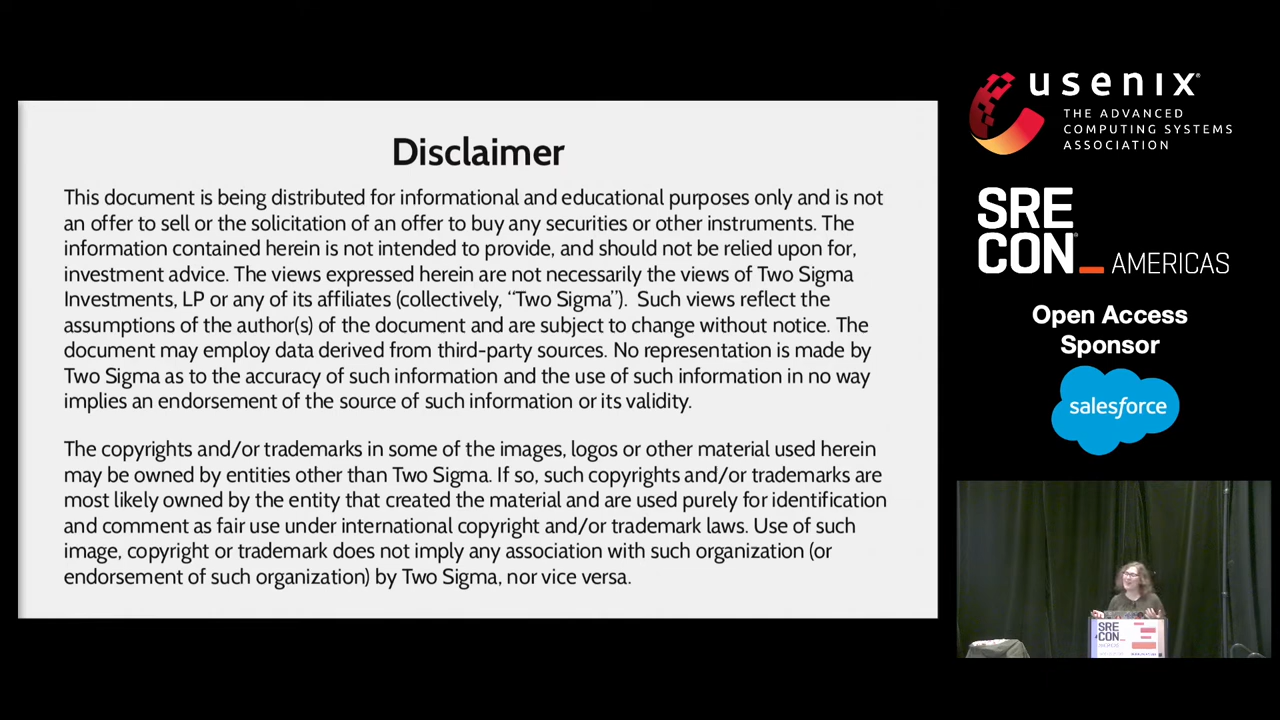 Disclaimer
This document is being distributed for informational and educational purposes only and is not
an offer to sell or the solicitation of an offer to buy any securities or other instruments. The
information contained herein is not intended to provide, and should not be relied upon for,
investment advice. The views expressed herein are not necessarily the views of Two Sigma
Investments, LP or any of its affiliates (collectively, “Two Sigma”).  Such views reflect the
assumptions of the author(s) of the document and are subject to change without notice. The
document may employ data derived from third-party sources. No representation is made by
Two Sigma as to the accuracy of such information and the use of such information in no way
implies an endorsement of the source of such information or its validity.
The copyrights and/or trademarks in some of the images, logos or other material used herein
may be owned by entities other than Two Sigma. If so, such copyrights and/or trademarks are
most likely owned by the entity that created the material and are used purely for identification
and comment as fair use under international copyright and/or trademark laws. Use of such
image, copyright or trademark does not imply any association with such organization (or
endorsement of such organization) by Two Sigma, nor vice versa.
usenix®
THE ADVANCED
COMPUTING SYSTEMS
ASSOCIATION
SRE
CON_AMERICAS
Open Access
Sponsor
salesforce
SRE
CON_